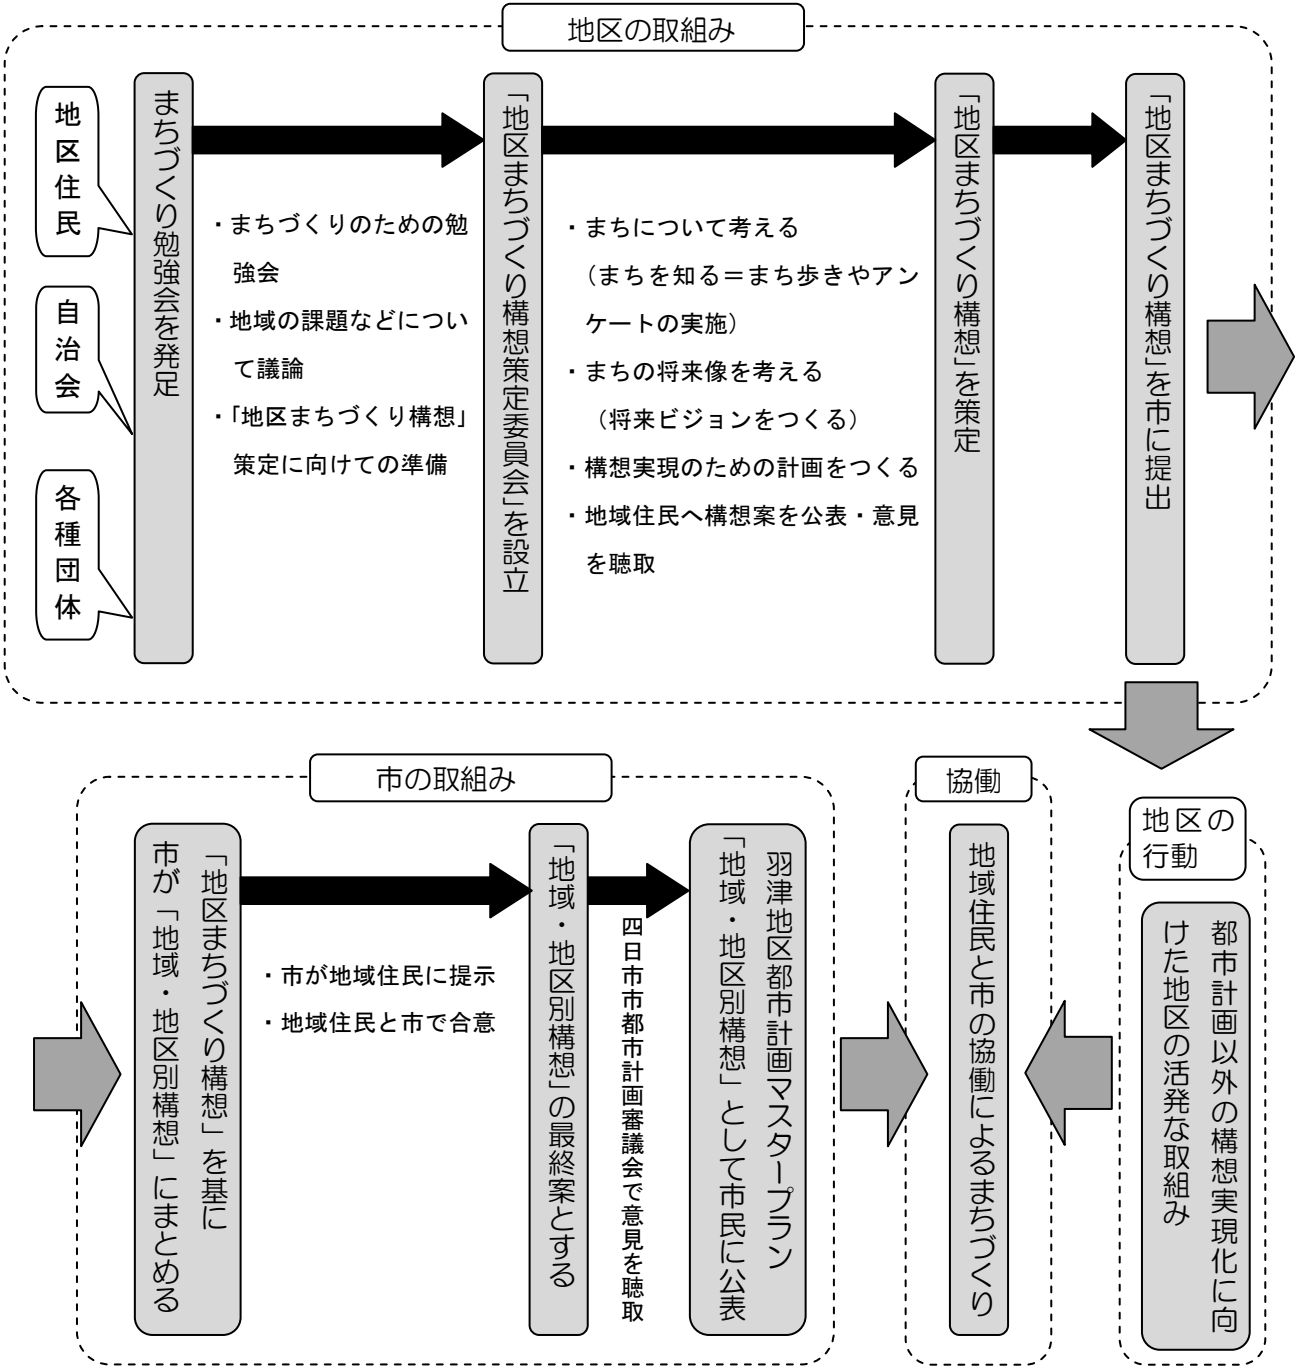 地区の取組み
地区住民
自治会
各種団体
まちづくり勉強会を発足
・まちづくりのための勉
強会
・地域の課題などについ
て議論
・「地区まちづくり構想」
策定に向けての準備
「地区まちづくり構想策定委員会」を設立
・まちについて考える
（まちを知る＝まち歩きやアン
ケートの実施）
・まちの将来像を考える
（将来ビジョンをつくる）
・構想実現のための計画をつくる
・地域住民へ構想案を公表・意見
を聴取
「地区まちづくり構想」を策定
「地区まちづくり構想」を市に提出
市の取組み
「地区まちづくり構想」を基に
市が「地域・地区別構想」にまとめる
・市が地域住民に提示
・地域住民と市で合意
「地域・地区別構想」の最終案とする
四日市市都市計画審議会で意見を聴取
羽津地区都市計画マスタープラン
「地域・地区別構想」として市民に公表
協働
地域住民と市の協働によるまちづくり
地区の
行動
都市計画以外の構想実現化に向
けた地区の活発な取組み